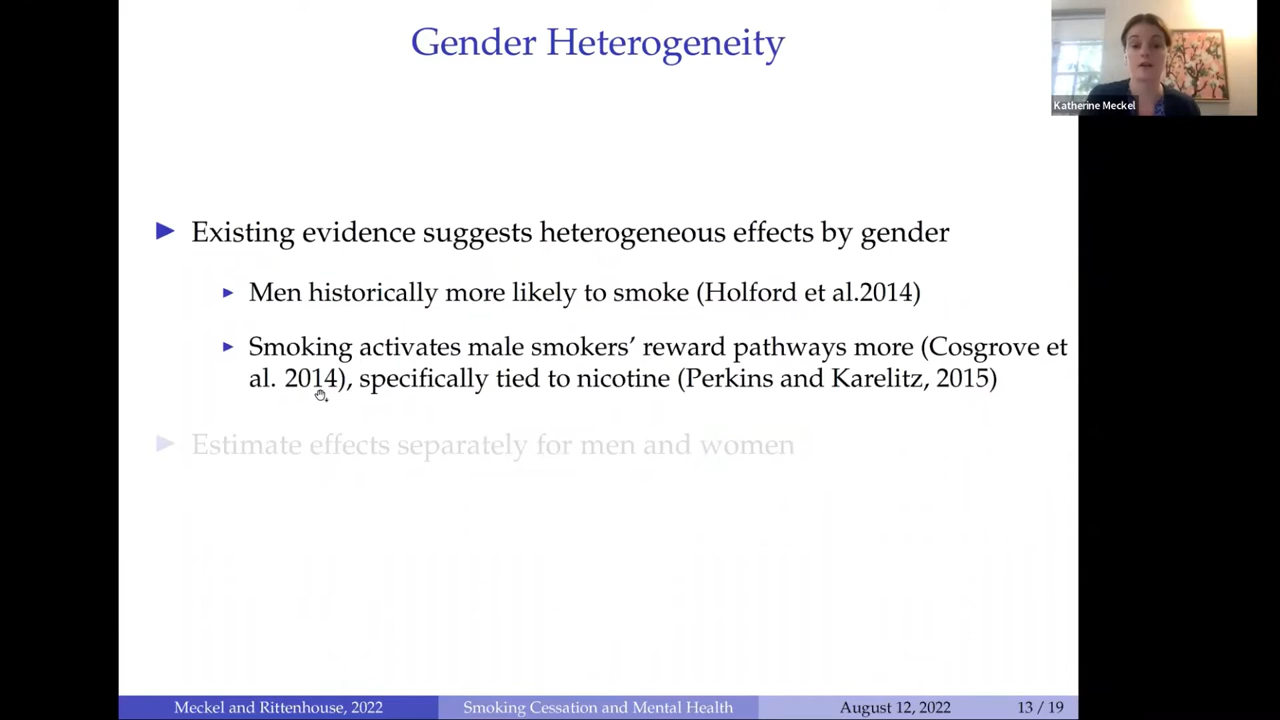 Gender Heterogeneity
Katherine Meckel
Existing evidence suggests heterogeneous effects by gender
Men historically more likely to smoke (Holford et al.2014)
Smoking activates male smokers’ reward pathways more (Cosgrove et
al. 2014), specifically tied to nicotine (Perkins and Karelitz, 2015)
Estimate effects separately for men and women
Meckel and Rittenhouse, 2022 Smoking Cessation and Mental Health August 12, 2022 13 / 19